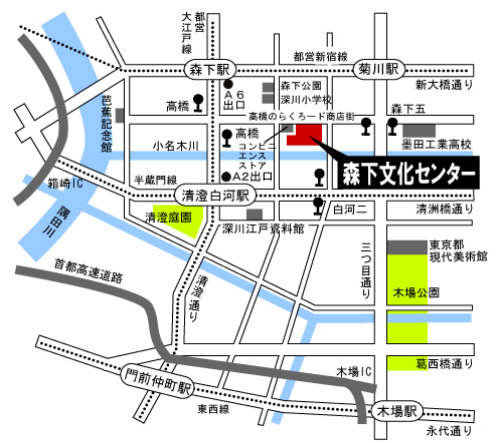 都営
大江戸線
都営新宿線
森下駅
菊川駅
新大橋通り
A6
出口
森下公園
深川小学校
高橋
芭蕉記念館
高橋のらくろード商店街
森下五
高橋
コンビニ
エンス
ストア
墨田工業高校
小名木川
森下文化センター
半蔵門線
A2出口
箱崎IC
清澄白河駅
白河二
清洲橋通り
清澄庭園
深川江戸資料館
隅田川
三つ目通り
東京都
現代美術館
首都高速道路
清澄通り
木場公園
木場IC
葛西橋通り
門前仲町駅
東西線
木場駅
永代通り